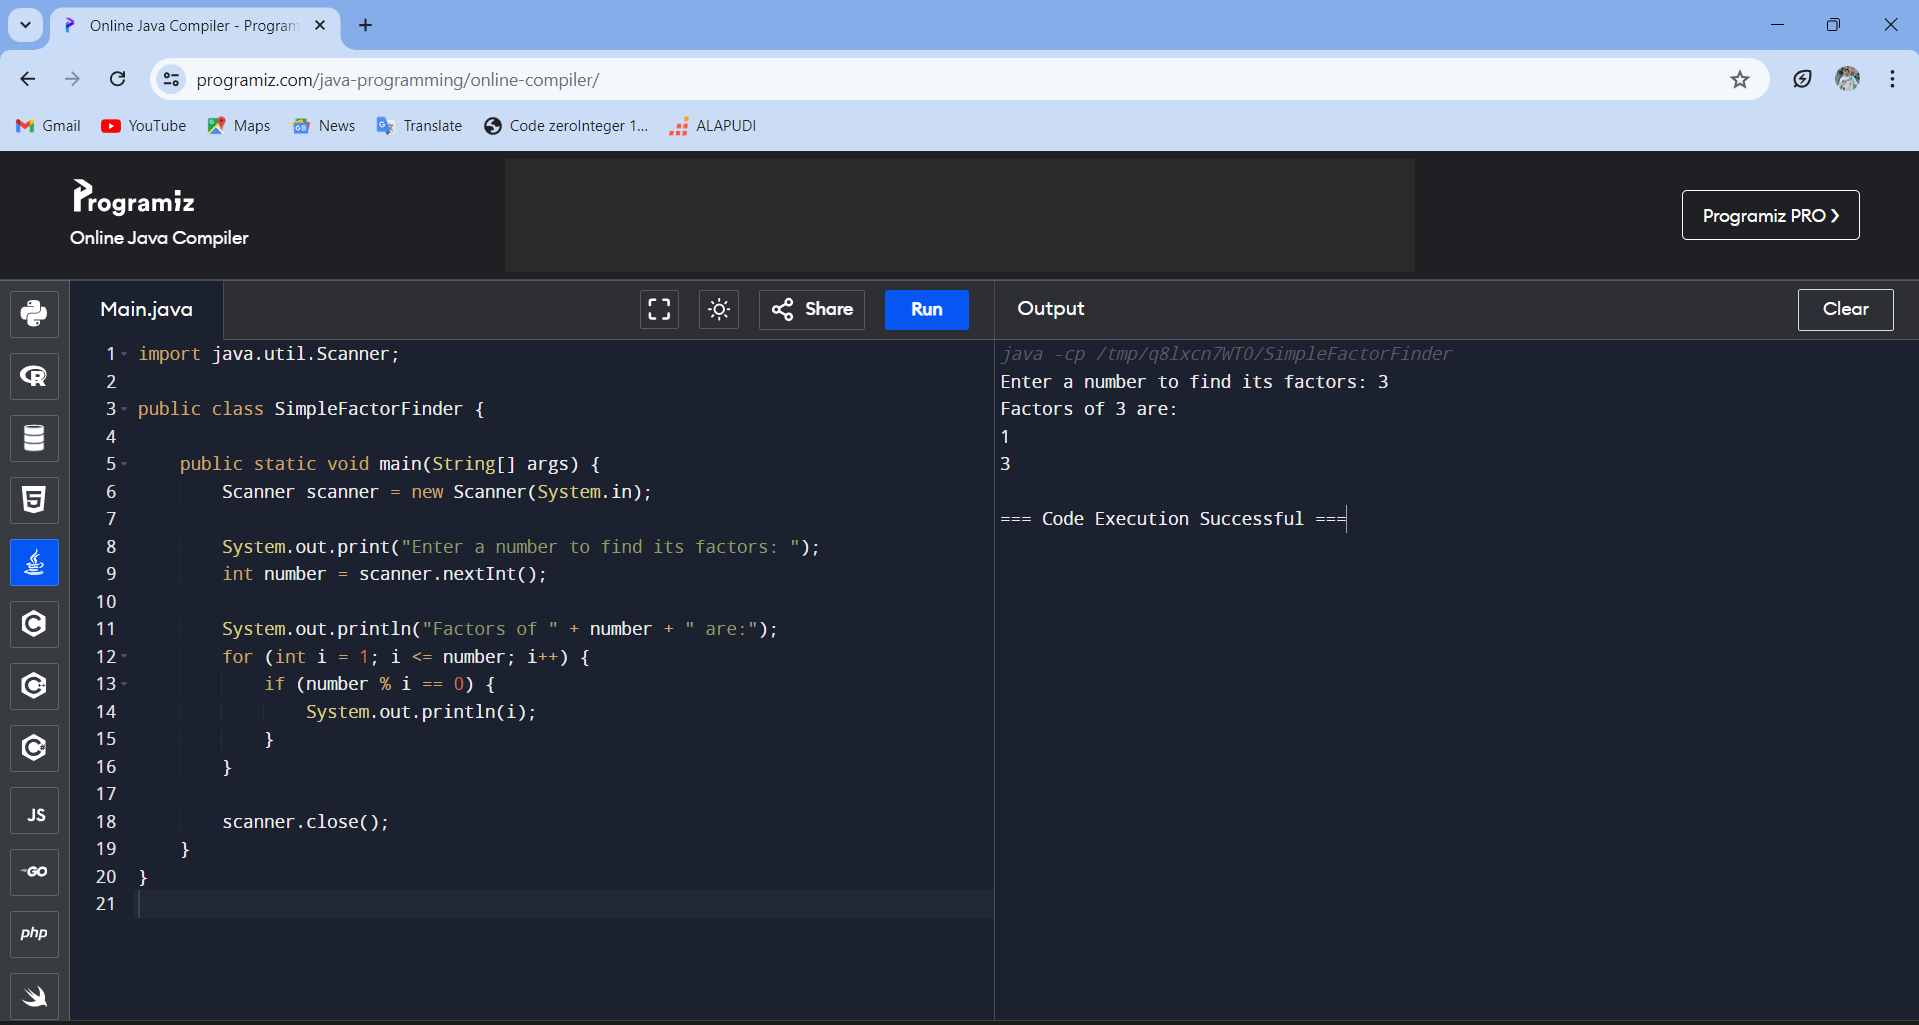 Online Java Compiler - Program
programiz.com/java-programming/online-compiler/
Gmail
YouTube
Maps
News
Translate
Code zeroInteger 1...
ALAPUDI
Programiz
Online Java Compiler
Programiz PRO ❯
Main.java
Share
Run
Output
Clear
1 import java.util.Scanner;
2
3 public class SimpleFactorFinder {
4
5     public static void main(String[] args) {
6         Scanner scanner = new Scanner(System.in);
7
8         System.out.print("Enter a number to find its factors: ");
9         int number = scanner.nextInt();
10
11         System.out.println("Factors of " + number + " are:");
12         for (int i = 1; i <= number; i++) {
13             if (number % i == 0) {
14                 System.out.println(i);
15             }
16         }
17
18         scanner.close();
19     }
20 }
21
java -cp /tmp/q8lxcn7WTO/SimpleFactorFinder
Enter a number to find its factors: 3
Factors of 3 are:
1
3
=== Code Execution Successful ===
R
5
C
C++
C#
JS
GO
php